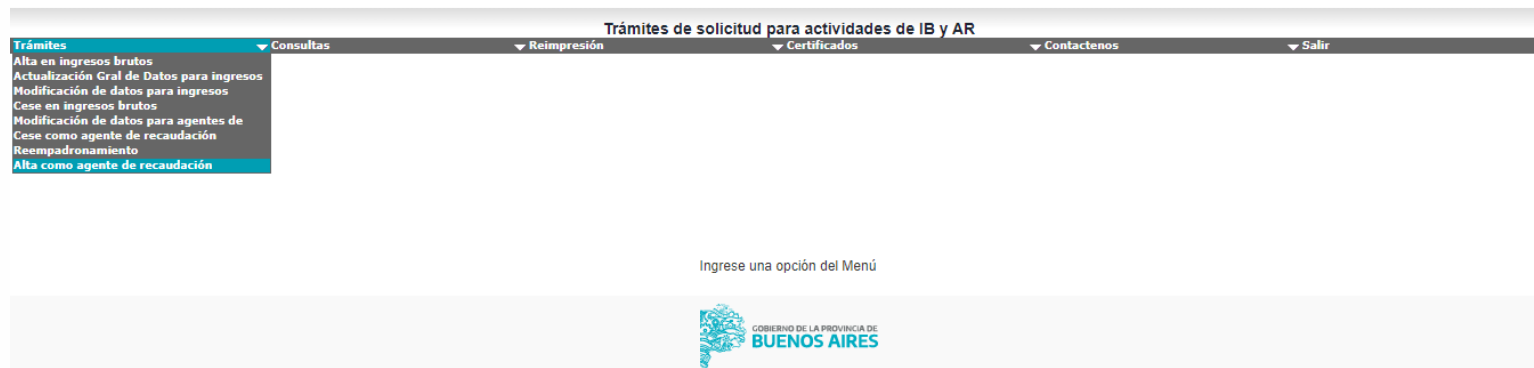 Trámites de solicitud para actividades de IB y AR
Trámites Consultas Reimpresión Certificados Contactenos Salir
Alta en ingresos brutos
Actualización Gral de Datos para ingresos
Modificación de datos para ingresos
Cese en ingresos brutos
Modificación de datos para agentes de
Cese como agente de recaudación
Reempadronamiento
Alta como agente de recaudación
Ingrese una opción del Menú
GOBIERNO DE LA PROVINCIA DE
BUENOS AIRES